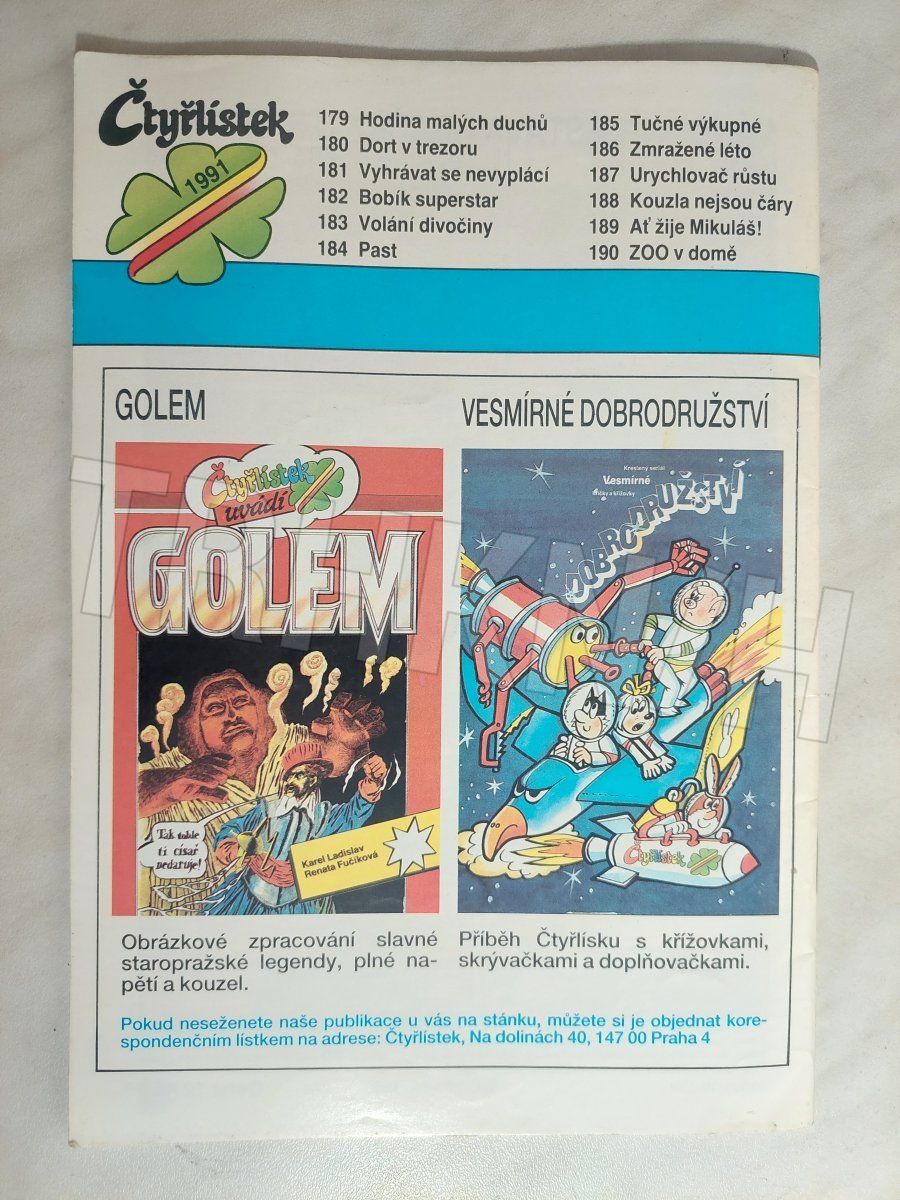 Čtyřlístek
1991
179 Hodina malých duchů
180 Dort v trezoru
181 Vyhrávat se nevyplácí
182 Bobík superstar
183 Volání divočiny
184 Past
185 Tučné výkupné
186 Zmražené léto
187 Urychlovač růstu
188 Kouzla nejsou čáry
189 Ať žije Mikuláš!
190 ZOO v domě
GOLEM
Čtyřlístek
uvádí
GOLEM
Tak tohle
ti císař
nedaruje!
Karel Ladislav
Renata Fučíková
Obrázkové zpracování slavné
staropražské legendy, plné na-
pětí a kouzel.
VESMÍRNÉ DOBRODRUŽSTVÍ
Kreslený seriál
Vesmírné
a křížovky
DOBRODRUŽSTVÍ
Čtyřlístek
Příběh Čtyřlísku s křížovkami,
skrývačkami a doplňovačkami.
Pokud neseženete naše publikace u vás na stánku, můžete si je objednat kore-
spondenčním lístkem na adrese: Čtyřlístek, Na dolinách 40, 147 00 Praha 4